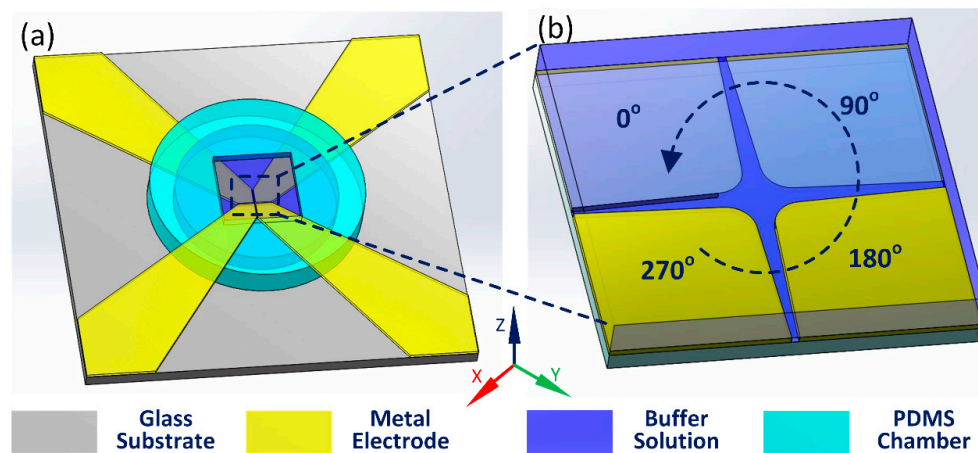 (a)
(b)
0°
90°
270°
180°
Z
X
Y
Glass
Substrate
Metal
Electrode
Buffer
Solution
PDMS
Chamber